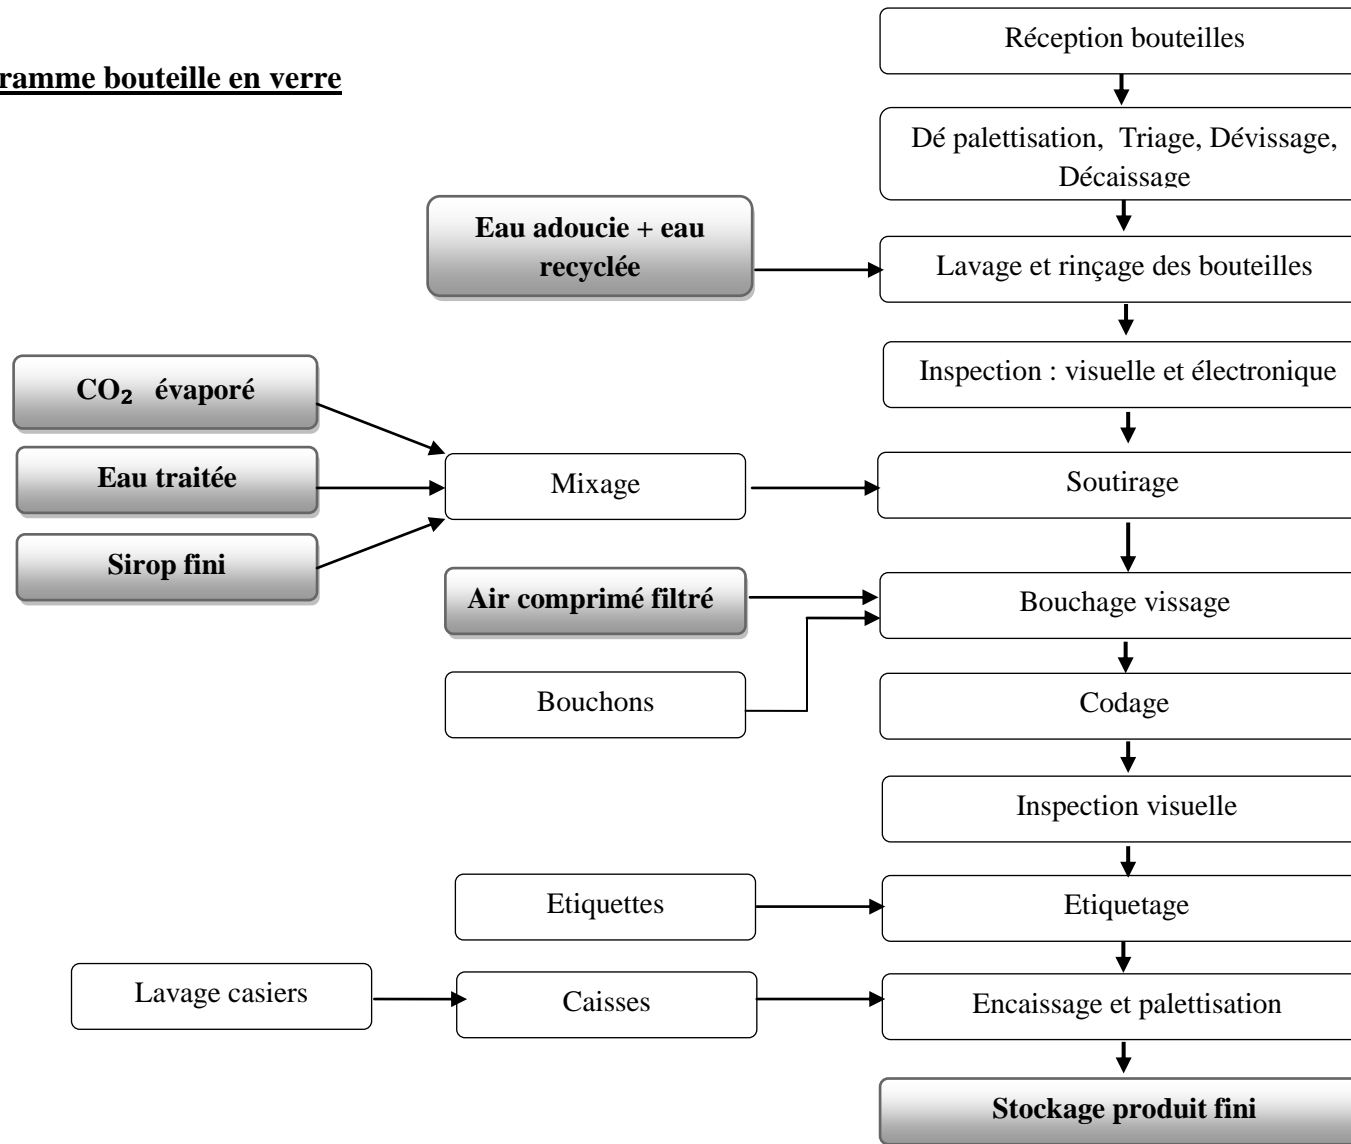 Réception bouteilles
ramme bouteille en verre
Dé palettisation, Triage, Dévissage,
Décaissage
Eau adoucie + eau
recyclée
Lavage et rinçage des bouteilles
Inspection : visuelle et électronique
CO₂ évaporé
Eau traitée
Sirop fini
Mixage
Soutirage
Air comprimé filtré
Bouchage vissage
Bouchons
Codage
Inspection visuelle
Etiquettes
Etiquetage
Lavage casiers
Caisses
Encaissage et palettisation
Stockage produit fini